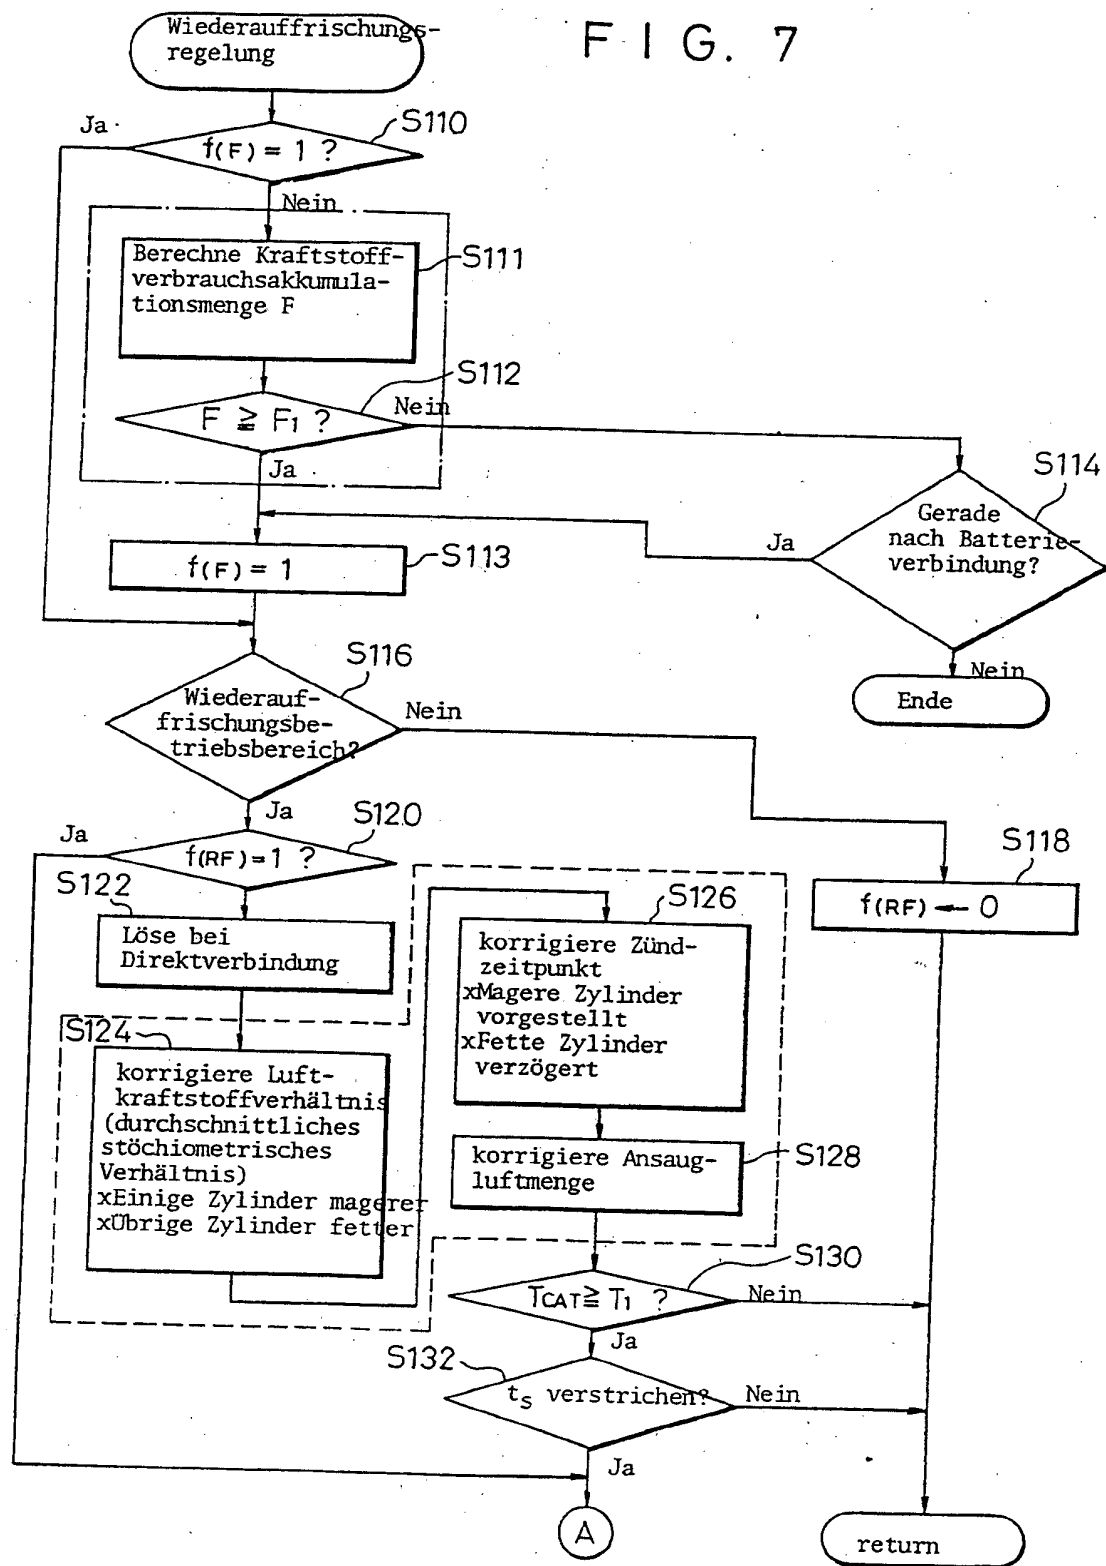 FIG. 7
Wiederauffrischungs-
regelung
S110
Ja
f(F) = 1 ?
Nein
Berechne Kraftstoff-
verbrauchsakkumula-
tionsmenge F
S111
S112
F ≧ F1 ?
Nein
Ja
S114
Gerade
nach Batterie-
verbindung?
Ja
Nein
Ende
S113
f(F) = 1
S116
Wiederauf-
frischungsbe-
triebsbereich?
Nein
Ja
S120
Ja
f(RF)=1 ?
S118
f(RF) ← 0
S122
Löse bei
Direktverbindung
S124
korrigiere Luft-
kraftstoffverhältnis
(durchschnittliches
stöchiometrisches
Verhältnis)
xEinige Zylinder magerer
xÜbrige Zylinder fetter
S126
korrigiere Zünd-
zeitpunkt
xMagere Zylinder
vorgestellt
xFette Zylinder
verzögert
korrigiere Ansaug-
luftmenge
S128
S130
TCAT≧T1 ?
Nein
Ja
S132
ts verstrichen?
Nein
Ja
A
return